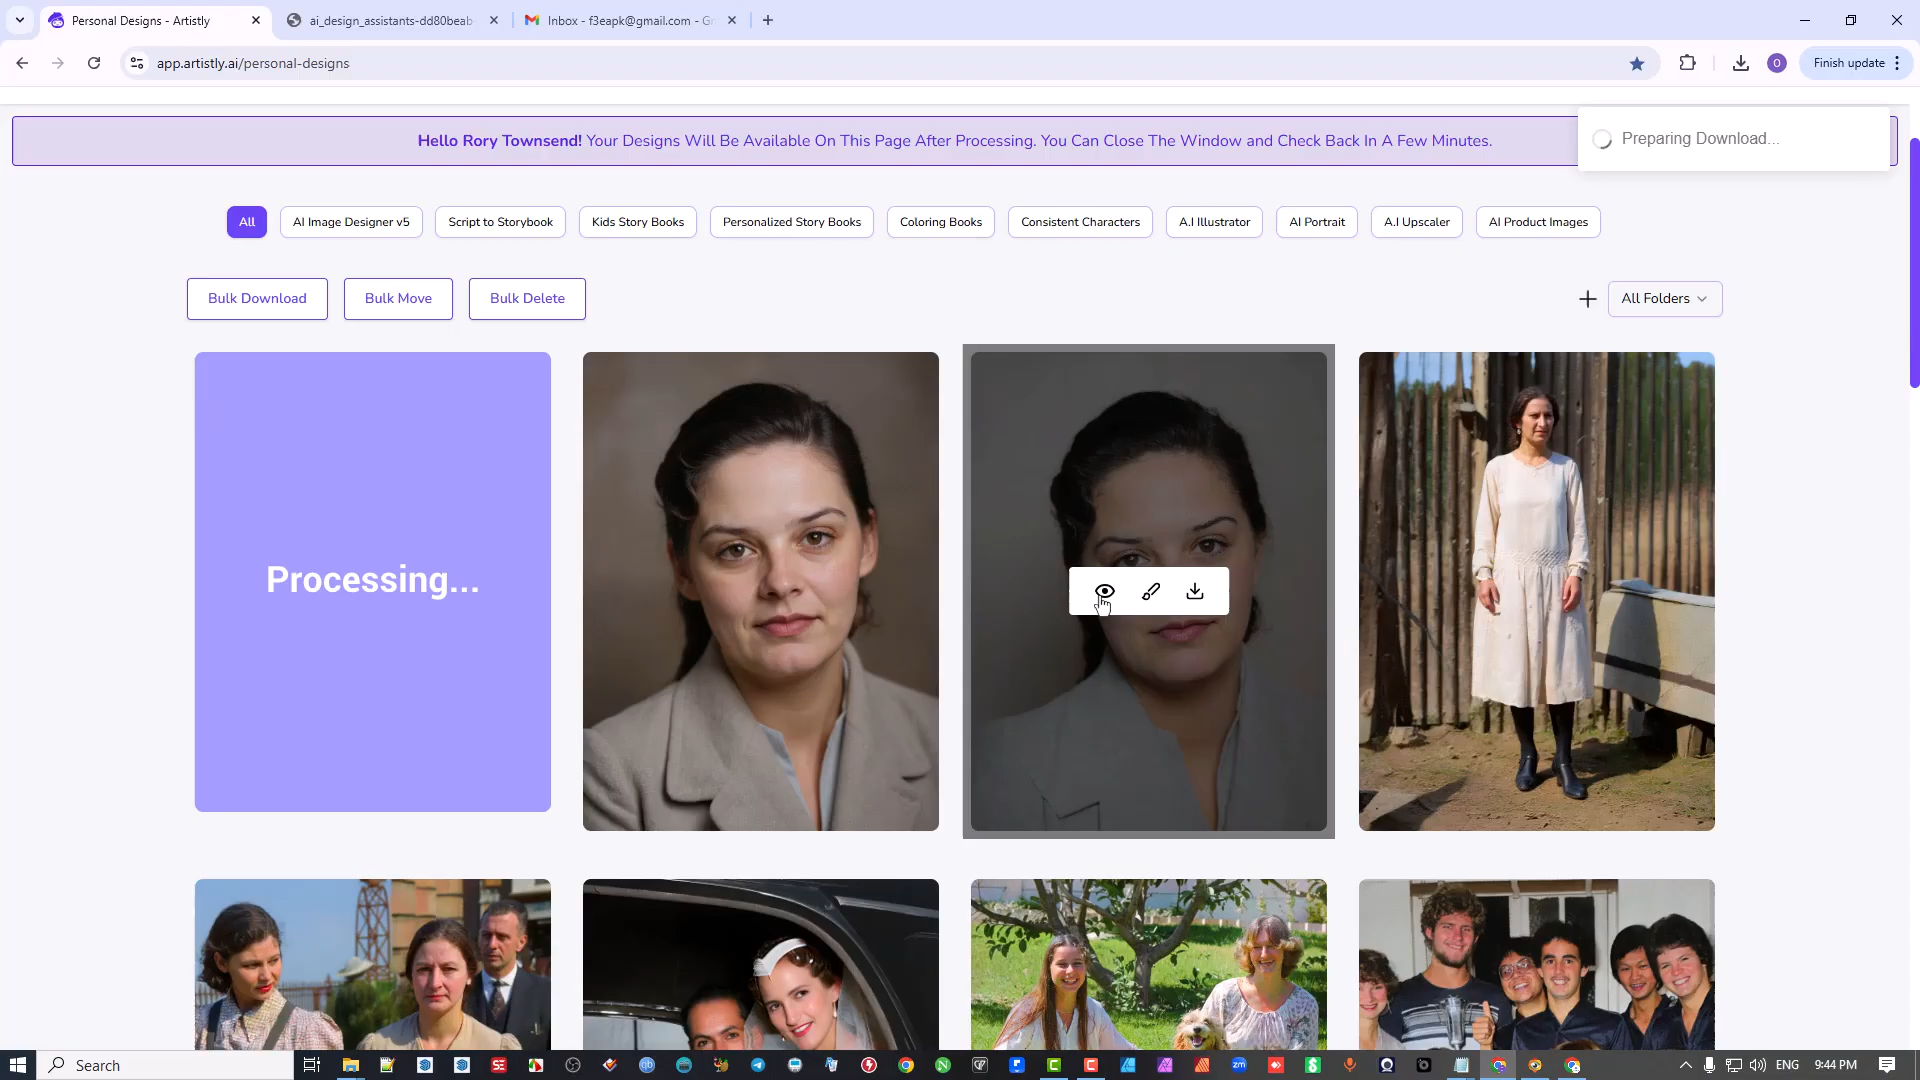 Personal Designs - Artistly
ai_design_assistants-dd80beab
Inbox - f3eapk@gmail.com - G
app.artistly.ai/personal-designs
O
Finish update
Hello Rory Townsend! Your Designs Will Be Available On This Page After Processing. You Can Close The Window and Check Back In A Few Minutes.
Preparing Download...
All
AI Image Designer v5
Script to Storybook
Kids Story Books
Personalized Story Books
Coloring Books
Consistent Characters
A.I Illustrator
AI Portrait
A.I Upscaler
AI Product Images
Bulk Download
Bulk Move
Bulk Delete
All Folders
Processing...
Search
ENG
9:44 PM